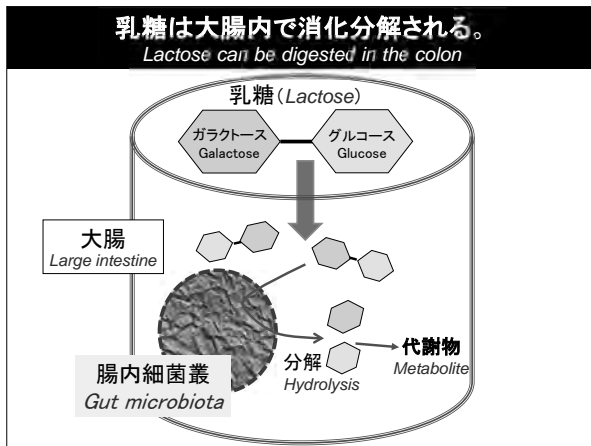 乳糖は大腸内で消化分解される。
Lactose can be digested in the colon
乳糖(Lactose)
ガラクトース
Galactose
グルコース
Glucose
大腸
Large intestine
腸内細菌叢
Gut microbiota
分解
Hydrolysis
代謝物
Metabolite